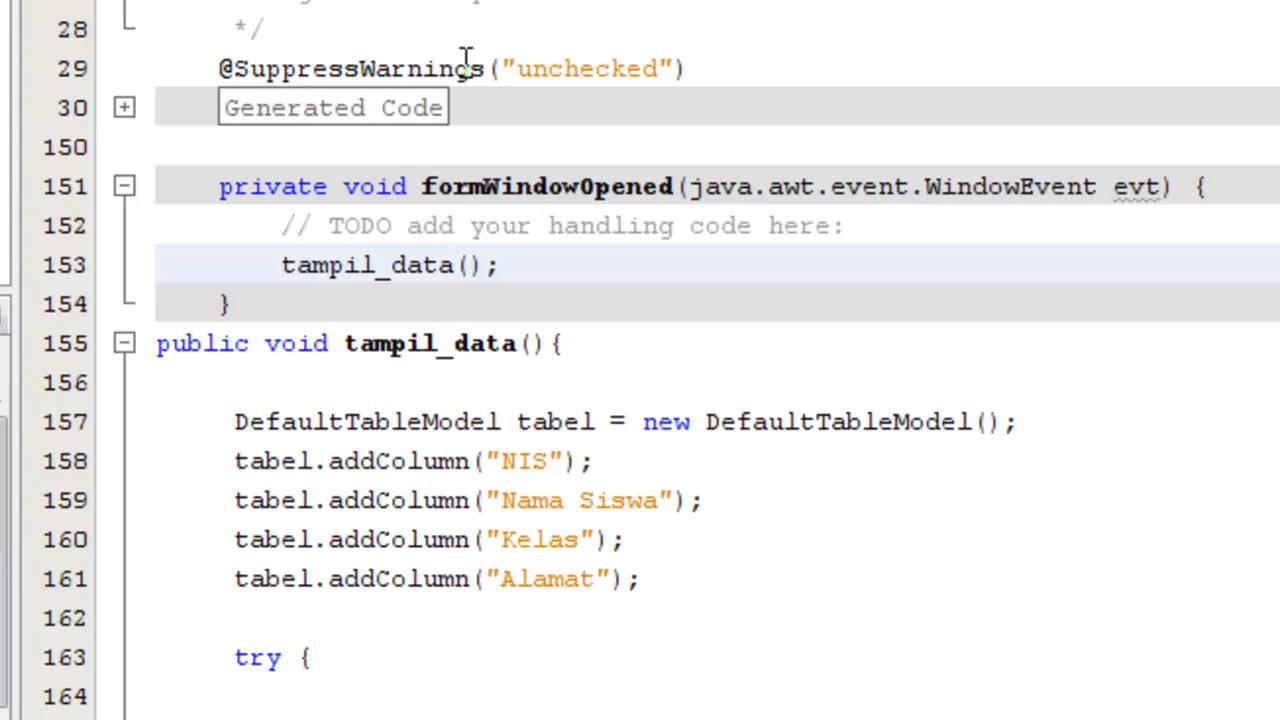 28 */
29 @SuppressWarnings("unchecked")
30 Generated Code
150
151 private void formWindowOpened(java.awt.event.WindowEvent evt) {
152 // TODO add your handling code here:
153 tampil_data();
154 }
155 public void tampil_data(){
156
157 DefaultTableModel tabel = new DefaultTableModel();
158 tabel.addColumn("NIS");
159 tabel.addColumn("Nama Siswa");
160 tabel.addColumn("Kelas");
161 tabel.addColumn("Alamat");
162
163 try {
164